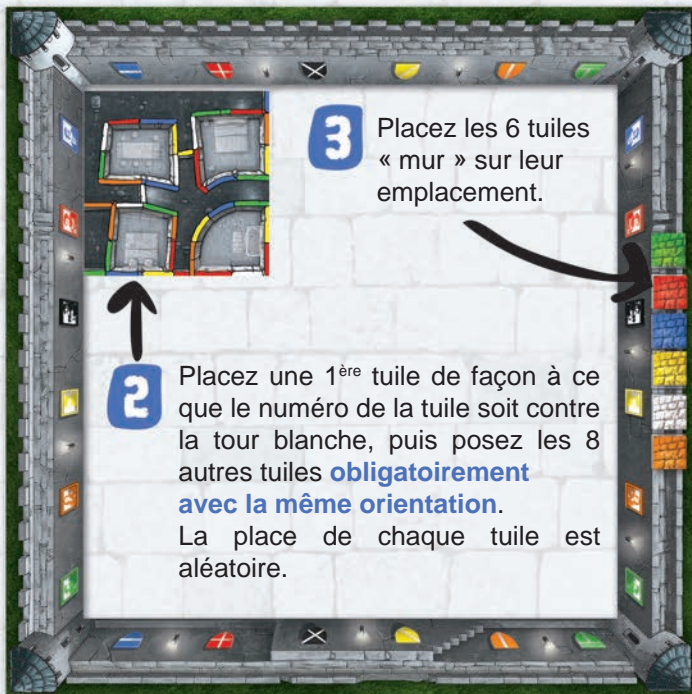 3
Placez les 6 tuiles
« mur » sur leur
emplacement.
2
Placez une 1ère tuile de façon à ce
que le numéro de la tuile soit contre
la tour blanche, puis posez les 8
autres tuiles obligatoirement
avec la même orientation.
La place de chaque tuile est
aléatoire.